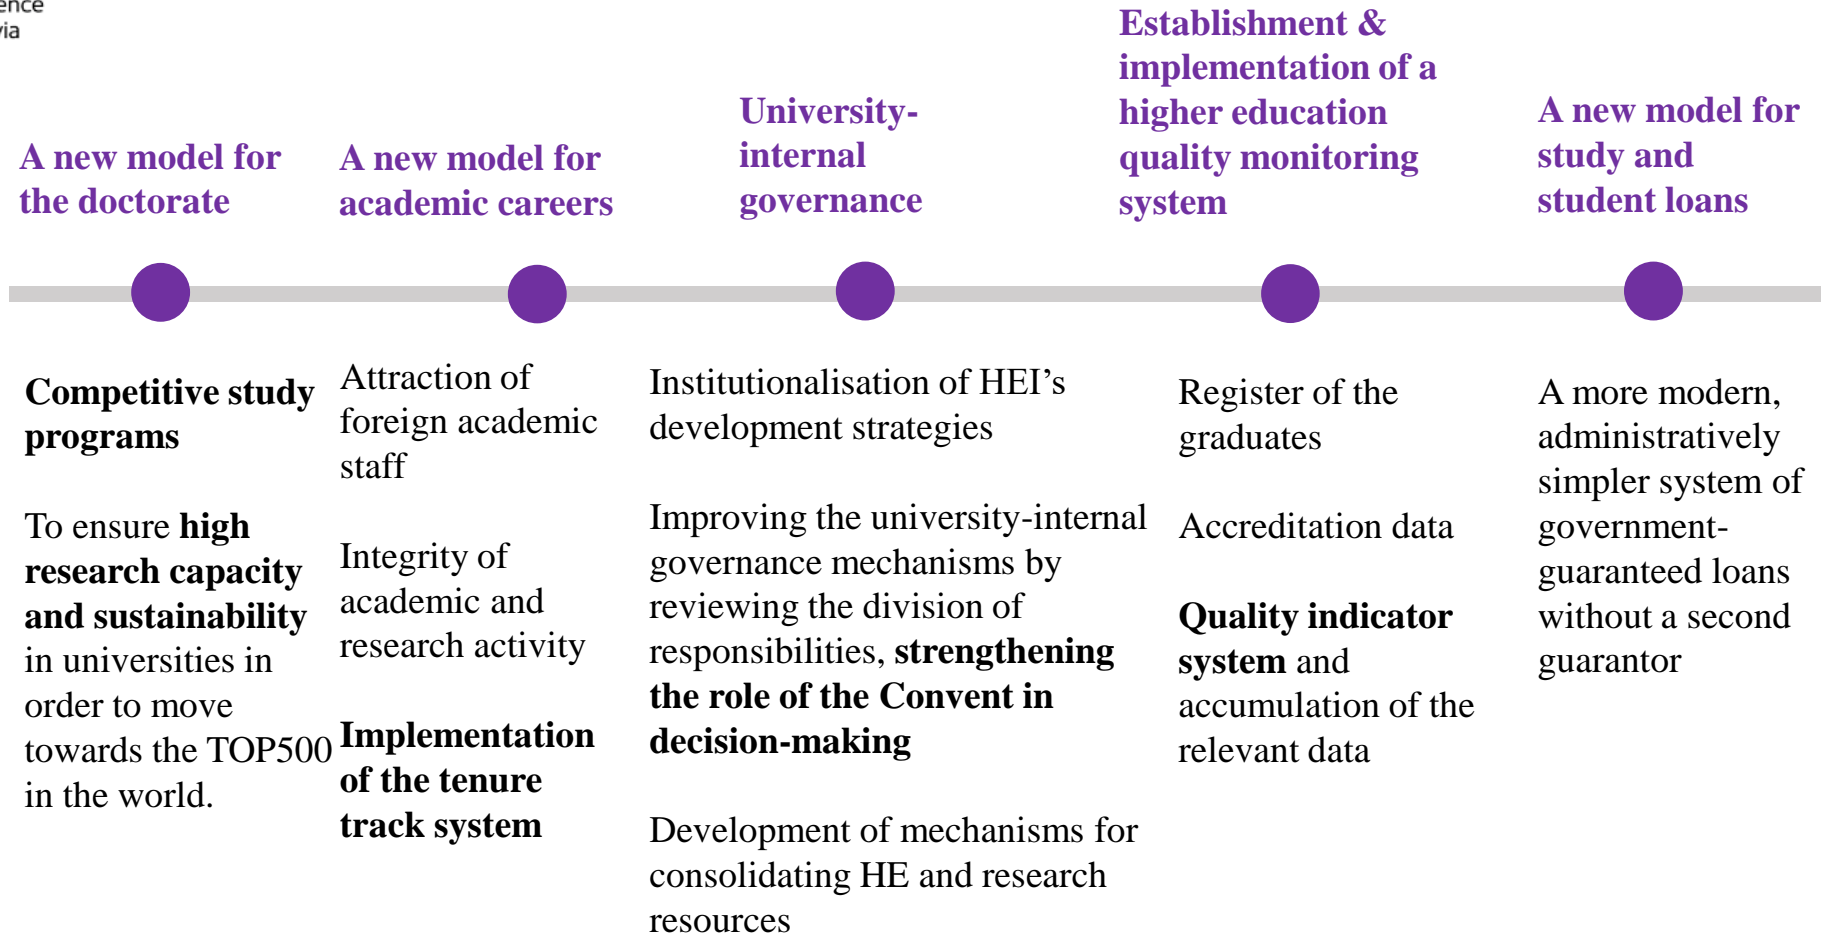 ence
via
A new model for
the doctorate
A new model for
academic careers
University-
internal
governance
Establishment &
implementation of a
higher education
quality monitoring
system
A new model for
study and
student loans
Competitive study
programs
To ensure high
research capacity
and sustainability
in universities in
order to move
towards the TOP500
in the world.
Attraction of
foreign academic
staff
Integrity of
academic and
research activity
Implementation
of the tenure
track system
Institutionalisation of HEI’s
development strategies
Improving the university-internal
governance mechanisms by
reviewing the division of
responsibilities, strengthening
the role of the Convent in
decision-making
Development of mechanisms for
consolidating HE and research
resources
Register of the
graduates
Accreditation data
Quality indicator
system and
accumulation of the
relevant data
A more modern,
administratively
simpler system of
government-
guaranteed loans
without a second
guarantor